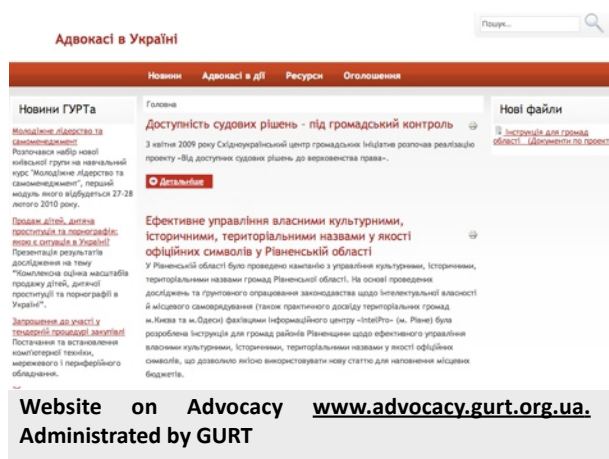 Пошук...
Адвокасі в Україні
Новини Адвокасі в дії Ресурси Оголошення
Новини ГУРТа
Молодіжне лідерство та
самоменеджмент
Розпочався набір нової
київської групи на навчальний
курс "Молодіжне лідерство та
самоменеджмент", перший
модуль якого відбудеться 27-28
лютого 2010 року.
Продаж дітей, дитяча
проституція та порнографія:
якою є ситуація в Україні?
Презентація результатів
дослідження на тему
"Комплексна оцінка масштабів
продажу дітей, дитячої
проституції та порнографії в
Україні".
Запрошення до участі у
тендерній процедурі закупівлі
Постачання та встановлення
комп'ютерної техніки,
мережевого і периферійного
обладнання.
Головна
Доступність судових рішень - під громадський контроль
3 квітня 2009 року Східноукраїнський центр громадських ініціатив розпочав реалізацію
проекту «Від доступних судових рішень до верховенства права».
Детальніше
Ефективне управління власними культурними,
історичними, територіальними назвами у якості
офіційних символів у Рівненській області
У Рівненській області було проведено кампанію з управління культурними, історичними,
територіальними назвами громад Рівненської області. На основі проведених
досліджень та ґрунтовного опрацювання законодавства щодо інтелектуальної власності
й місцевого самоврядування (також практичного досвіду територіальних громад
м.Києва та м.Одеси) фахівцями інформаційного центру «IntelPro» (м. Рівне) була
розроблена Інструкція для громад районів Рівненщини щодо ефективного управління
власними культурними, історичними, територіальними назвами у якості офіційних
символів, що дозволило якісно використовувати нову статтю для наповнення місцевих
бюджетів.
Нові файли
Інструкція для громад
області (Документи по проект
Website on Advocacy www.advocacy.gurt.org.ua.
Administrated by GURT